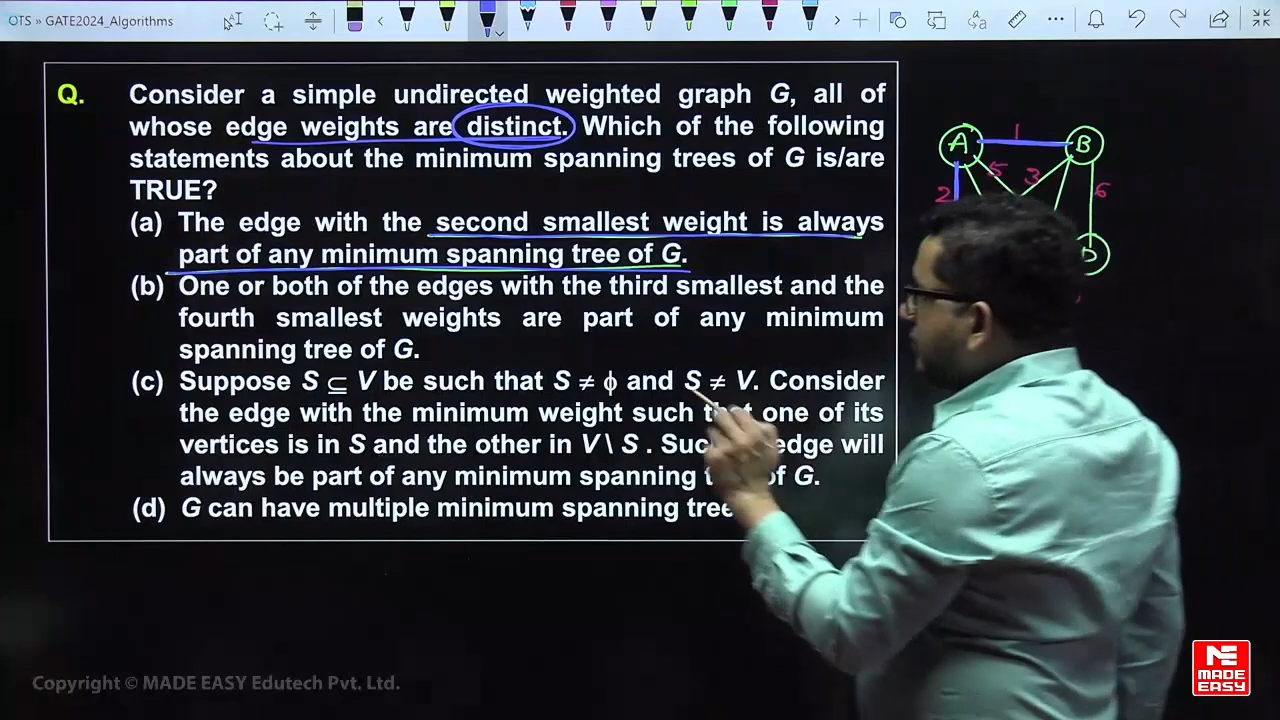 OTS » GATE2024_Algorithms
Q. Consider a simple undirected weighted graph G, all of
whose edge weights are distinct. Which of the following
statements about the minimum spanning trees of G is/are
TRUE?
(a) The edge with the second smallest weight is always
part of any minimum spanning tree of G.
(b) One or both of the edges with the third smallest and the
fourth smallest weights are part of any minimum
spanning tree of G.
(c) Suppose S ⊆ V be such that S ≠ ϕ and S ≠ V. Consider
the edge with the minimum weight such that one of its
vertices is in S and the other in V \ S . edge will
always be part of any minimum spanning of G.
(d) G can have multiple minimum spanning
A 1 B
2 5 3 6
D
Copyright © MADE EASY Edutech Pvt. Ltd.
ME
MADE
EASY